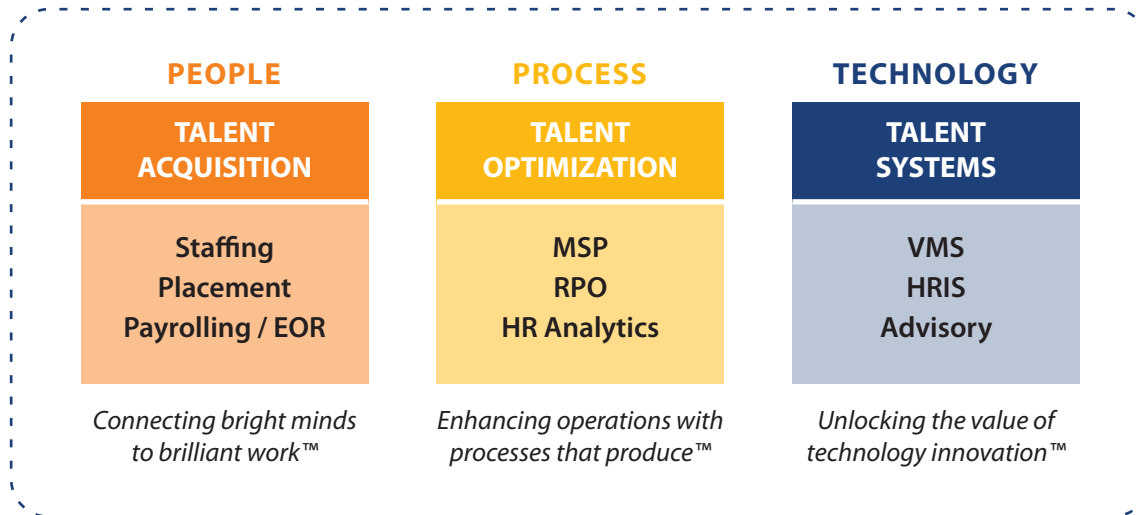 PEOPLE
TALENT
ACQUISITION
Staffing
Placement
Payrolling / EOR
Connecting bright minds
to brilliant work™
PROCESS
TALENT
OPTIMIZATION
MSP
RPO
HR Analytics
Enhancing operations with
processes that produce™
TECHNOLOGY
TALENT
SYSTEMS
VMS
HRIS
Advisory
Unlocking the value of
technology innovation™